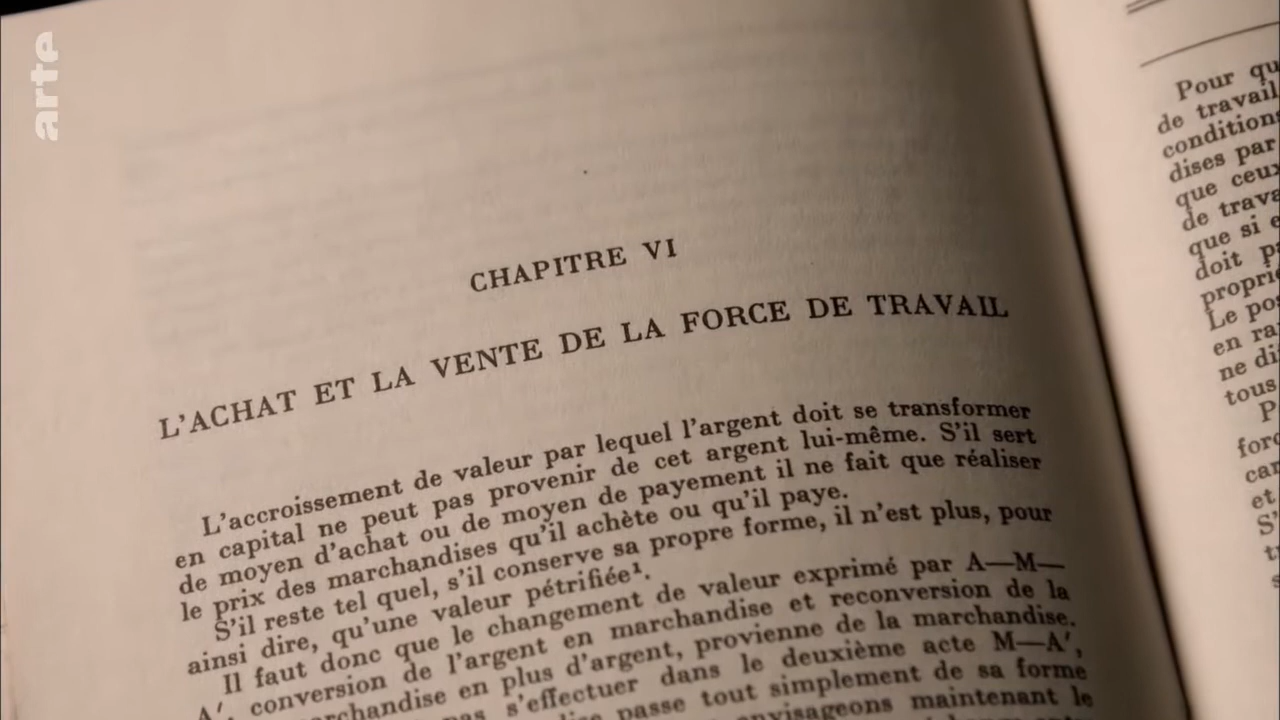 arte
CHAPITRE VI
L'ACHAT ET LA VENTE DE LA FORCE DE TRAVAIL
L'accroissement de valeur par lequel l'argent doit se transformer
en capital ne peut pas provenir de cet argent lui-même. S'il sert
de moyen d'achat ou de moyen de payement il ne fait que réaliser
le prix des marchandises qu'il achète ou qu'il paye.
S'il reste tel quel, s'il conserve sa propre forme, il n'est plus, pour
ainsi dire, qu'une valeur pétrifiée¹.
Il faut donc que le changement de valeur exprimé par A—M—
A′, conversion de l'argent en marchandise et reconversion de la
marchandise en plus d'argent, provienne de la marchandise.
s'effectuer dans le deuxième acte M—A′,
passe tout simplement de sa forme
envisageons maintenant le
Pour qu
de travail
conditions
dises par
que ceux
de trava
que si e
doit p
proprié
Le po
en ra
ne di
tous
P
forc
car
et
S'